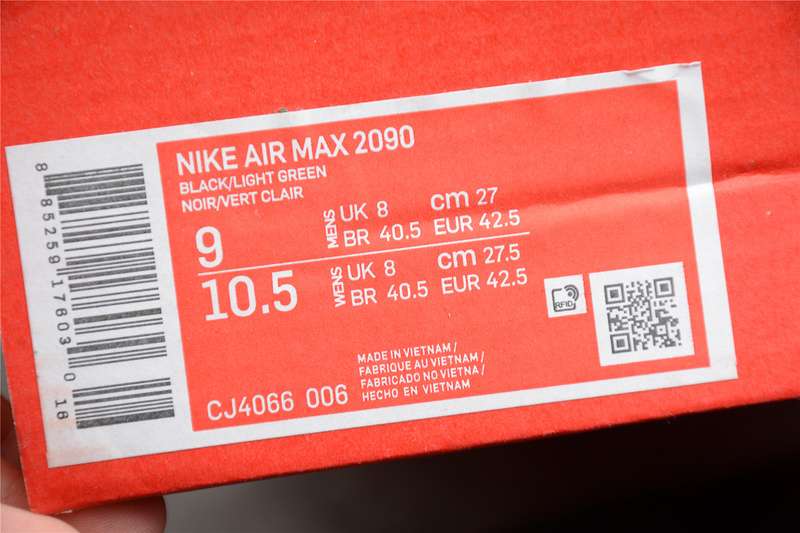 NIKE AIR MAX 2090
BLACK/LIGHT GREEN
NOIR/VERT CLAIR
9
MENS
UK 8 cm 27
BR 40.5 EUR 42.5
10.5
WENS
UK 8 cm 27.5
BR 40.5 EUR 42.5
RFID
MADE IN VIETNAM /
FABRIQUE AU VIETNAM /
FABRICADO NO VIETNA /
HECHO EN VIETNAM
CJ4066 006
8 85259 17603 0 16